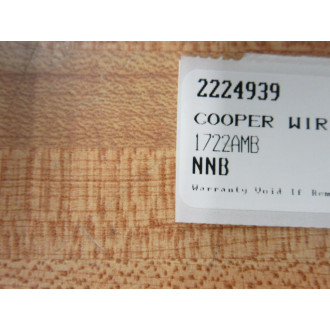 2224939
COOPER WIR
1722AMB
NNB
Warranty Void If Rem